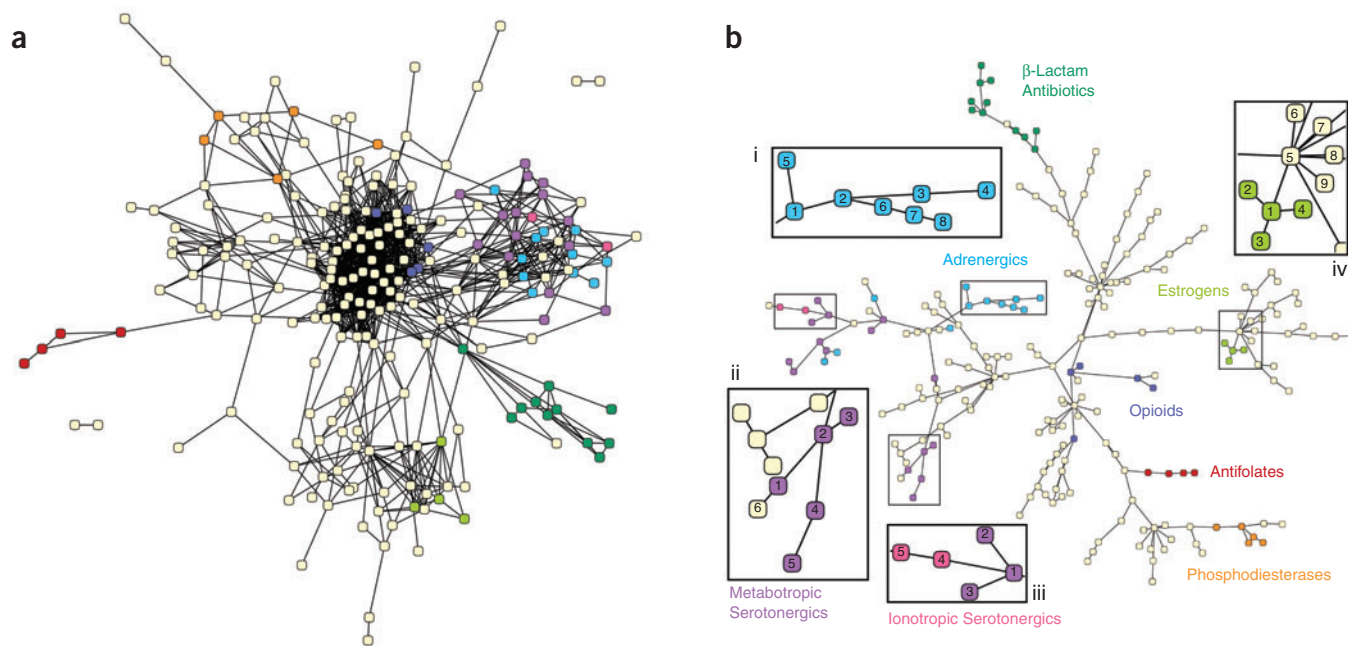 a
b
β-Lactam
Antibiotics
i
5
1
2
3
4
6
7
8
iv
6
7
5
8
9
2
1
4
3
Adrenergics
Estrogens
ii
3
2
1
6
4
5
Metabotropic
Serotonergics
Opioids
Antifolates
Phosphodiesterases
iii
5
4
2
1
3
Ionotropic Serotonergics